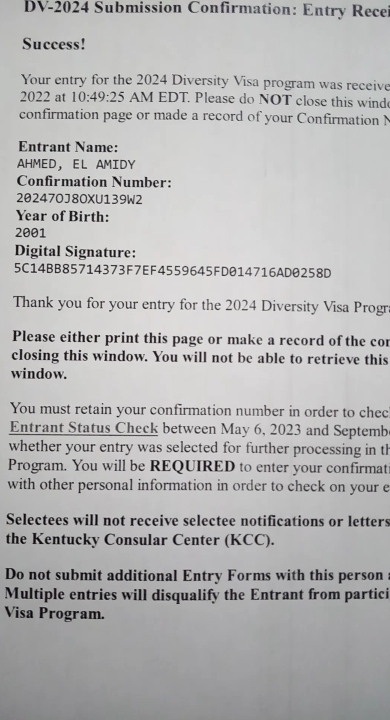 DV-2024 Submission Confirmation: Entry Recei
Success!
Your entry for the 2024 Diversity Visa program was receive
2022 at 10:49:25 AM EDT. Please do NOT close this windo
confirmation page or made a record of your Confirmation N
Entrant Name:
AHMED, EL AMIDY
Confirmation Number:
20247OJ8OXU139W2
Year of Birth:
2001
Digital Signature:
5C14BB85714373F7EF4559645FD014716AD0258D
Thank you for your entry for the 2024 Diversity Visa Progra
Please either print this page or make a record of the con
closing this window. You will not be able to retrieve this
window.
You must retain your confirmation number in order to chec
Entrant Status Check between May 6, 2023 and Septembe
whether your entry was selected for further processing in th
Program. You will be REQUIRED to enter your confirmati
with other personal information in order to check on your e
Selectees will not receive selectee notifications or letters
the Kentucky Consular Center (KCC).
Do not submit additional Entry Forms with this person a
Multiple entries will disqualify the Entrant from partici
Visa Program.